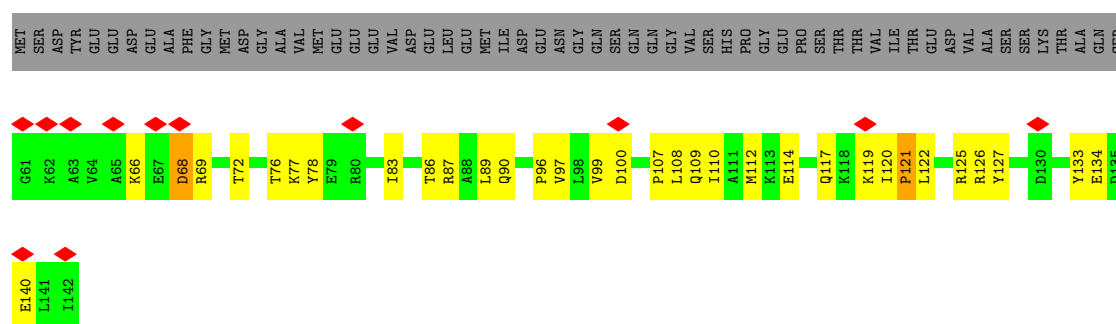 MET SER ASP TYR GLU GLU ASP GLU ALA PHE GLY MET ASP GLY ALA VAL MET GLU GLU GLU VAL ASP GLU LEU GLU MET ILE ASP GLU ASN GLY GLN SER GLN GLN GLY VAL SER HIS PRO GLY GLU PRO SER THR THR VAL ILE THR GLU ASP VAL ALA SER SER LYS THR ALA GLN
G61 K62 A63 V64 A65 K66 E67 D68 R69 T72 T76 K77 Y78 E79 R80 I83 T86 R87 A88 L89 Q90 P96 V97 L98 V99 D100 P107 L108 Q109 I110 A111 M112 K113 E114 Q117 K118 K119 I120 P121 L122 R125 R126 Y127 D130 Y133 E134 D135
E140 L141 I142